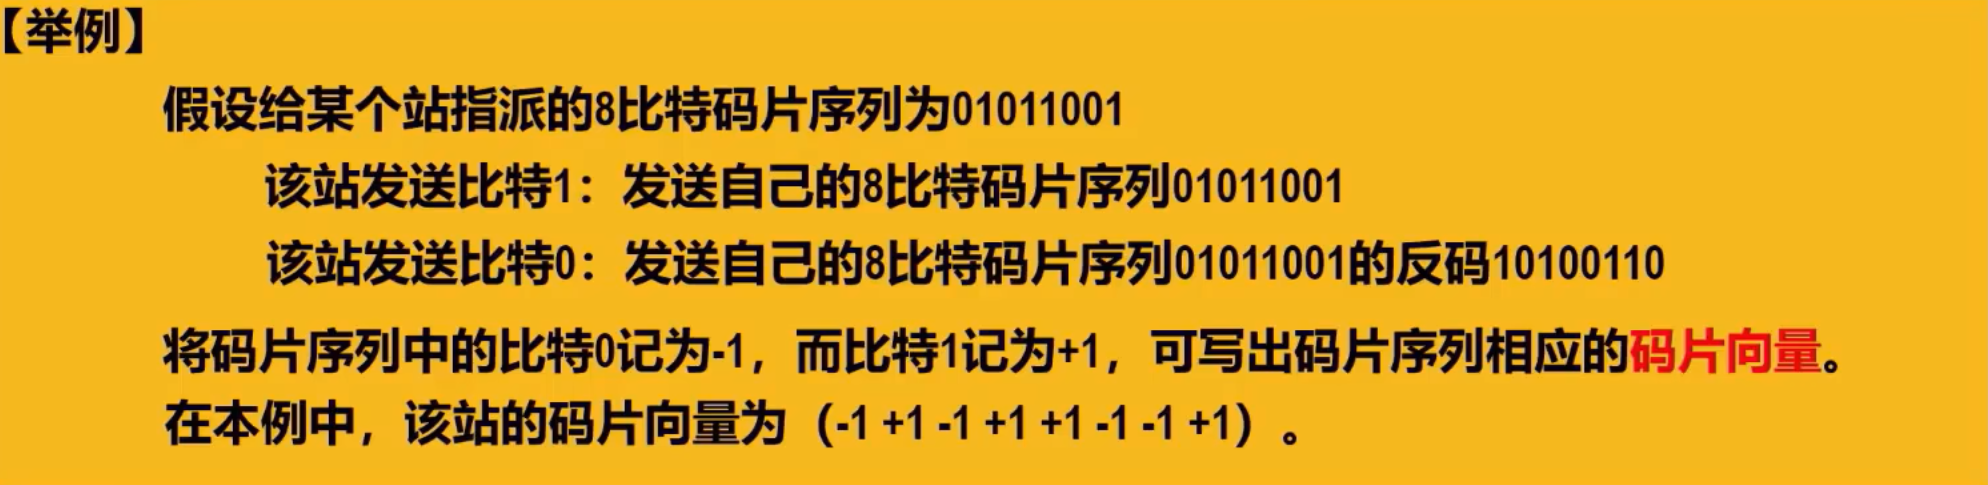 【举例】
假设给某个站指派的8比特码片序列为01011001
该站发送比特1：发送自己的8比特码片序列01011001
该站发送比特0：发送自己的8比特码片序列01011001的反码10100110
将码片序列中的比特0记为-1，而比特1记为+1，可写出码片序列相应的码片向量。
在本例中，该站的码片向量为（-1 +1 -1 +1 +1 -1 -1 +1）。